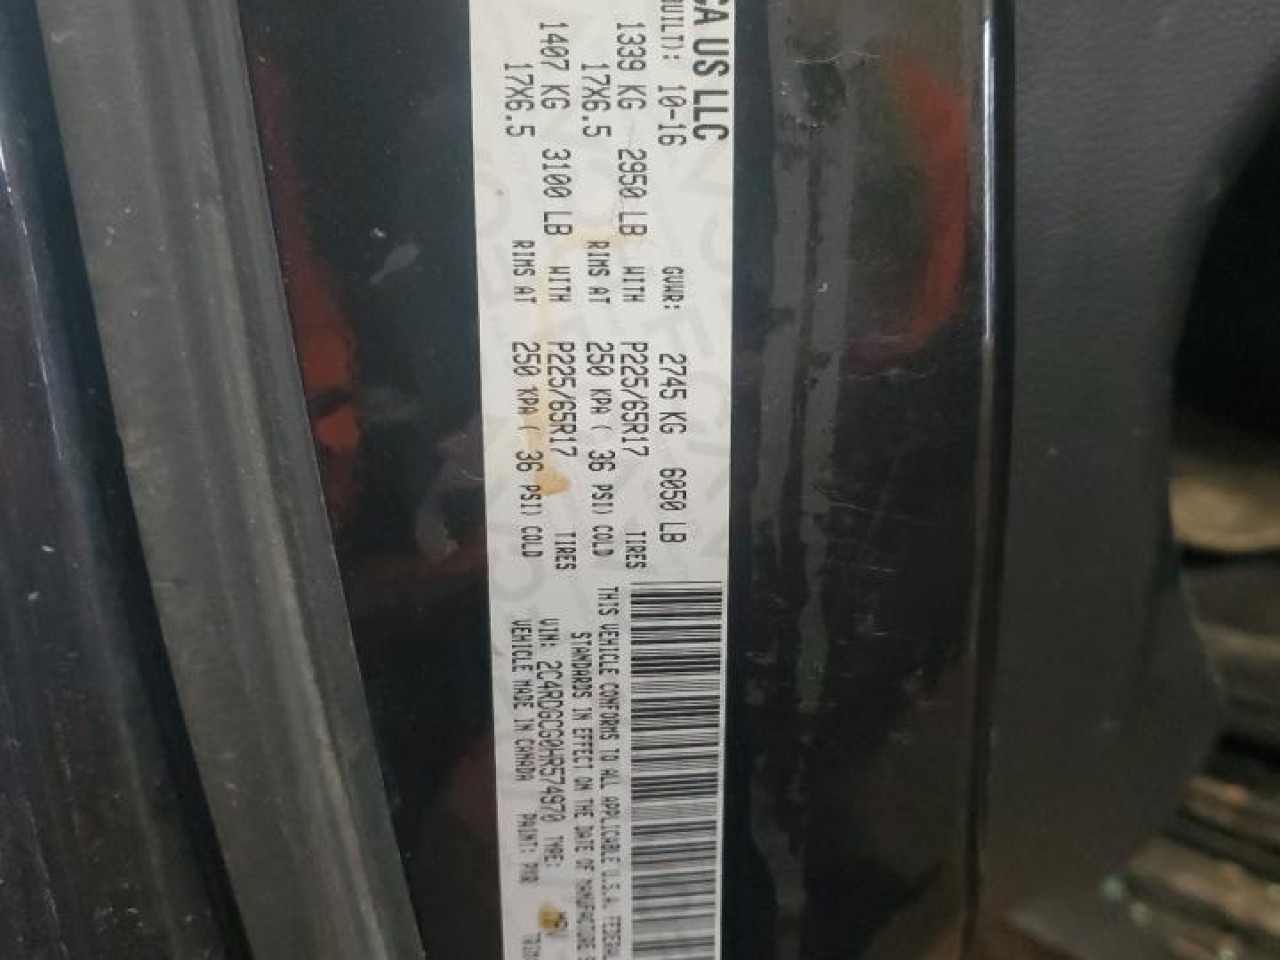 CA US LLC
BUILT): 10-16 GVWR: 2745 KG 6050 LB
1339 KG 2950 LB WITH P225/65R17 TIRES
17X6.5 RIMS AT 250 KPA ( 36 PSI) COLD
1407 KG 3100 LB WITH P225/65R17 TIRES
17X6.5 RIMS AT 250 KPA ( 36 PSI) COLD
THIS VEHICLE CONFORMS TO ALL APPLICABLE U.S.A. FEDERAL
STANDARDS IN EFFECT ON THE DATE OF MANUFACTURE S
VIN: 2C4RDGCG0HR574970 TYPE: MPV
VEHICLE MADE IN CANADA PAINT: PXR TRIM: